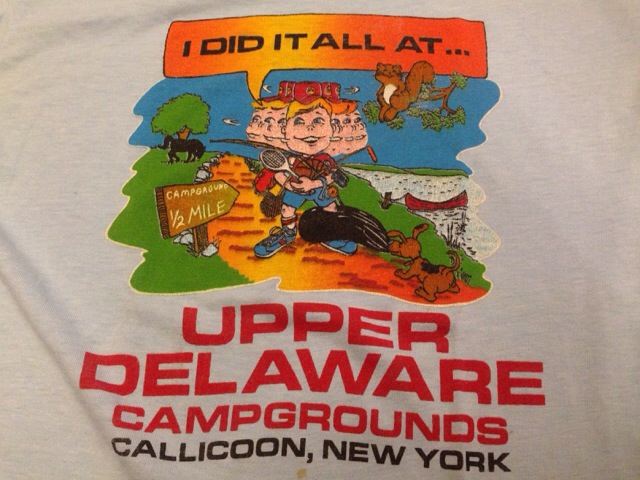 I DID IT ALL AT...
CAMPGROUND
1/2 MILE
UPPER
DELAWARE
CAMPGROUNDS
CALLICOON, NEW YORK